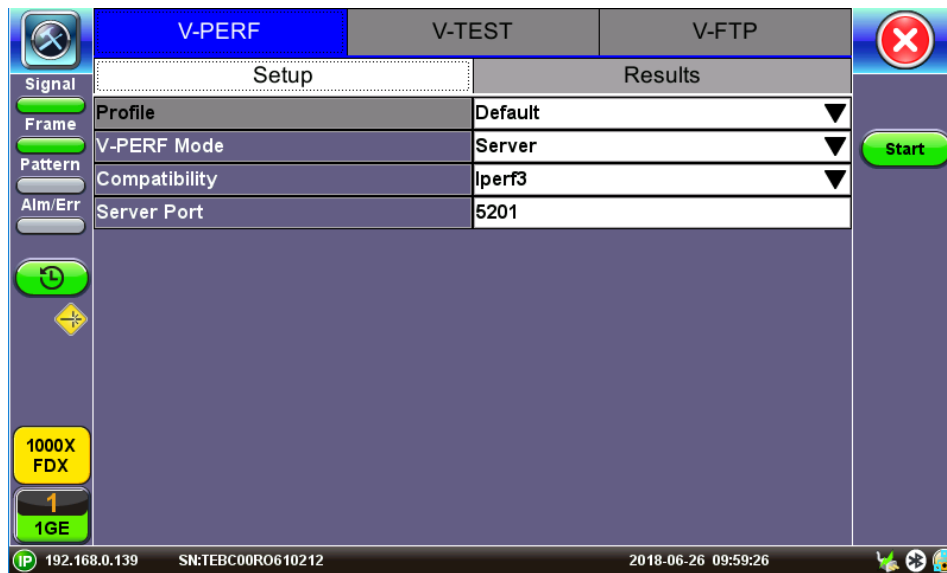 V-PERF V-TEST V-FTP
Setup Results
Signal
Frame
Pattern
Alm/Err
Profile Default
V-PERF Mode Server
Compatibility Iperf3
Server Port 5201
Start
1000X
FDX
1
1GE
IP 192.168.0.139 SN:TEBC00RO610212 2018-06-26 09:59:26